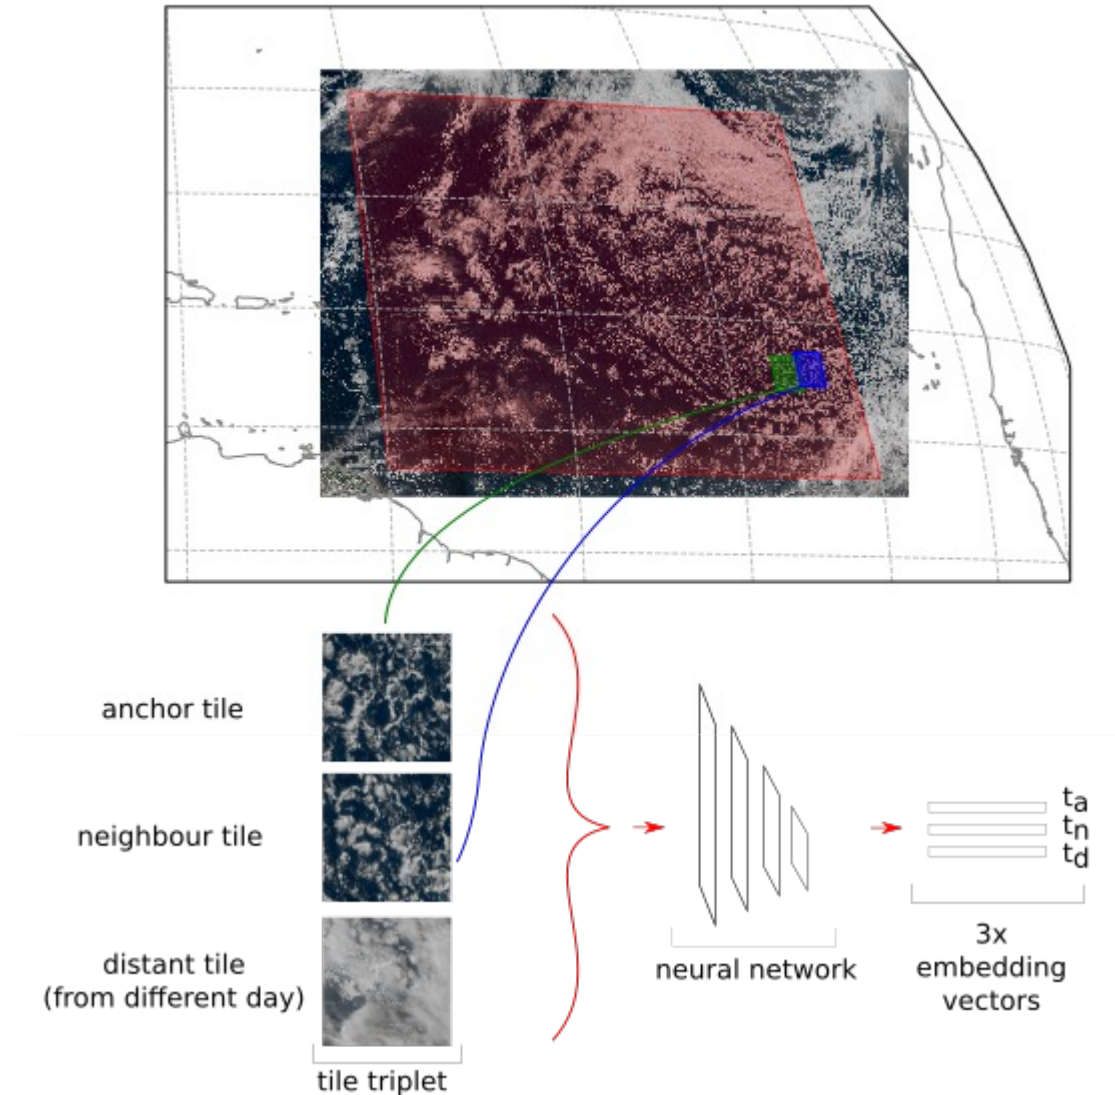 anchor tile
neighbour tile
distant tile
(from different day)
tile triplet
neural network
ta
tn
td
3x
embedding
vectors